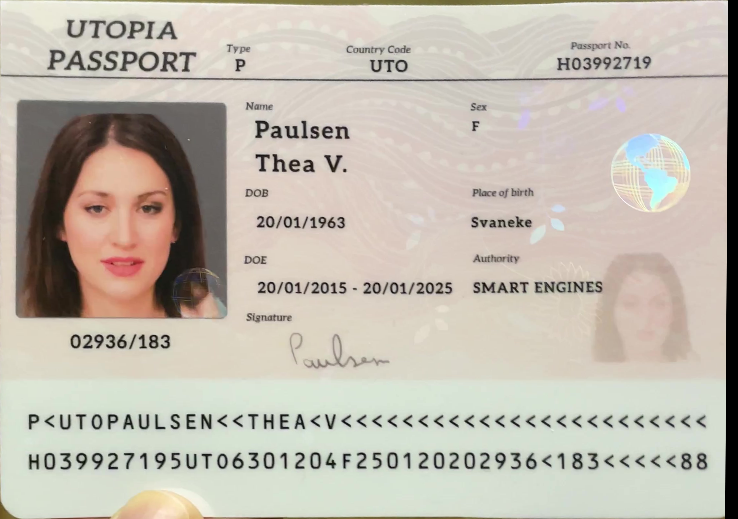 UTOPIA
PASSPORT
Type
P
Country Code
UTO
Passport No.
H03992719
Name
Paulsen
Thea V.
Sex
F
DOB
20/01/1963
Place of birth
Svaneke
DOE
20/01/2015 - 20/01/2025
Authority
SMART ENGINES
Signature
Paulsen
02936/183
P<UTOPAULSEN<<THEA<V<<<<<<<<<<<<<<<<<<<<<<<<
H039927195UTO6301204F250120202936<183<<<<<88